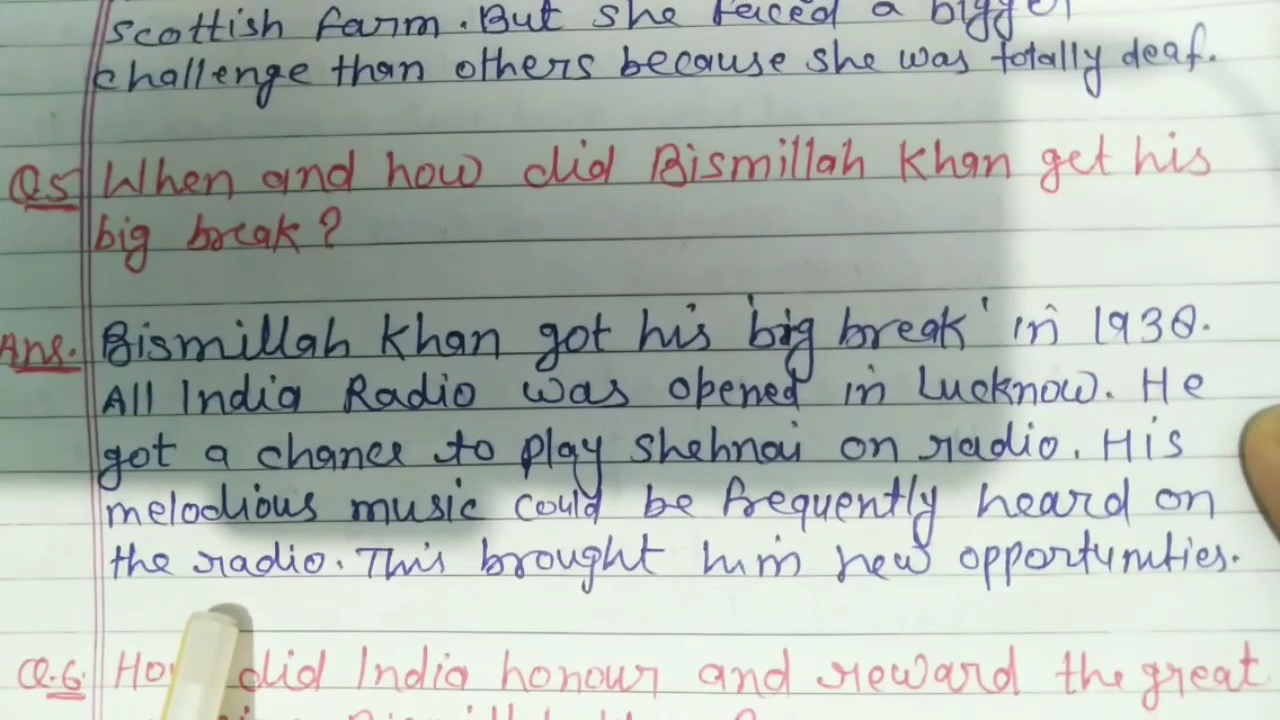 Scottish farm. But she faced a bigger
challenge than others because she was totally deaf.
Q.5 When and how did Bismillah Khan get his
big break?
Ans. Bismillah Khan got his 'big break' in 1938.
All India Radio was opened in Lucknow. He
got a chance to play shehnai on radio. His
melodious music could be frequently heard on
the radio. This brought him new opportunities.
Q.6. did India honour and reward the great